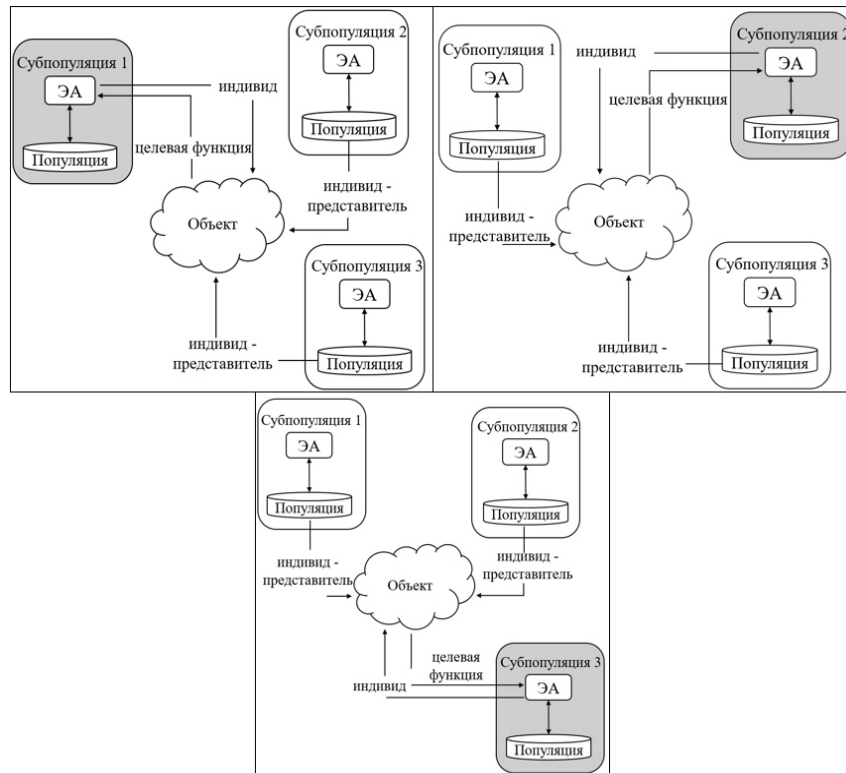 Субпопуляция 1
ЭА
Популяция
индивид
целевая функция
Субпопуляция 2
ЭА
Популяция
индивид -
представитель
Объект
Субпопуляция 3
ЭА
Популяция
индивид -
представитель
Субпопуляция 1
ЭА
Популяция
индивид -
представитель
индивид
целевая функция
Субпопуляция 2
ЭА
Популяция
Объект
Субпопуляция 3
ЭА
Популяция
индивид -
представитель
Субпопуляция 1
ЭА
Популяция
индивид -
представитель
Субпопуляция 2
ЭА
Популяция
индивид -
представитель
Объект
целевая
функция
индивид
Субпопуляция 3
ЭА
Популяция